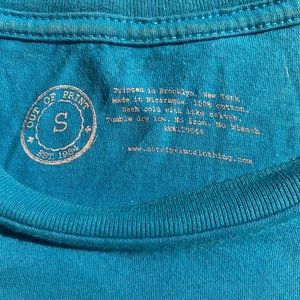 OUT OF PRINT
S
EST. 1984
Printed in Brooklyn, New York
Made in Nicaragua 100% cotton.
Wash cold with like colors.
Tumble dry low. No iron. No bleach.
www.outofprintclothing.com